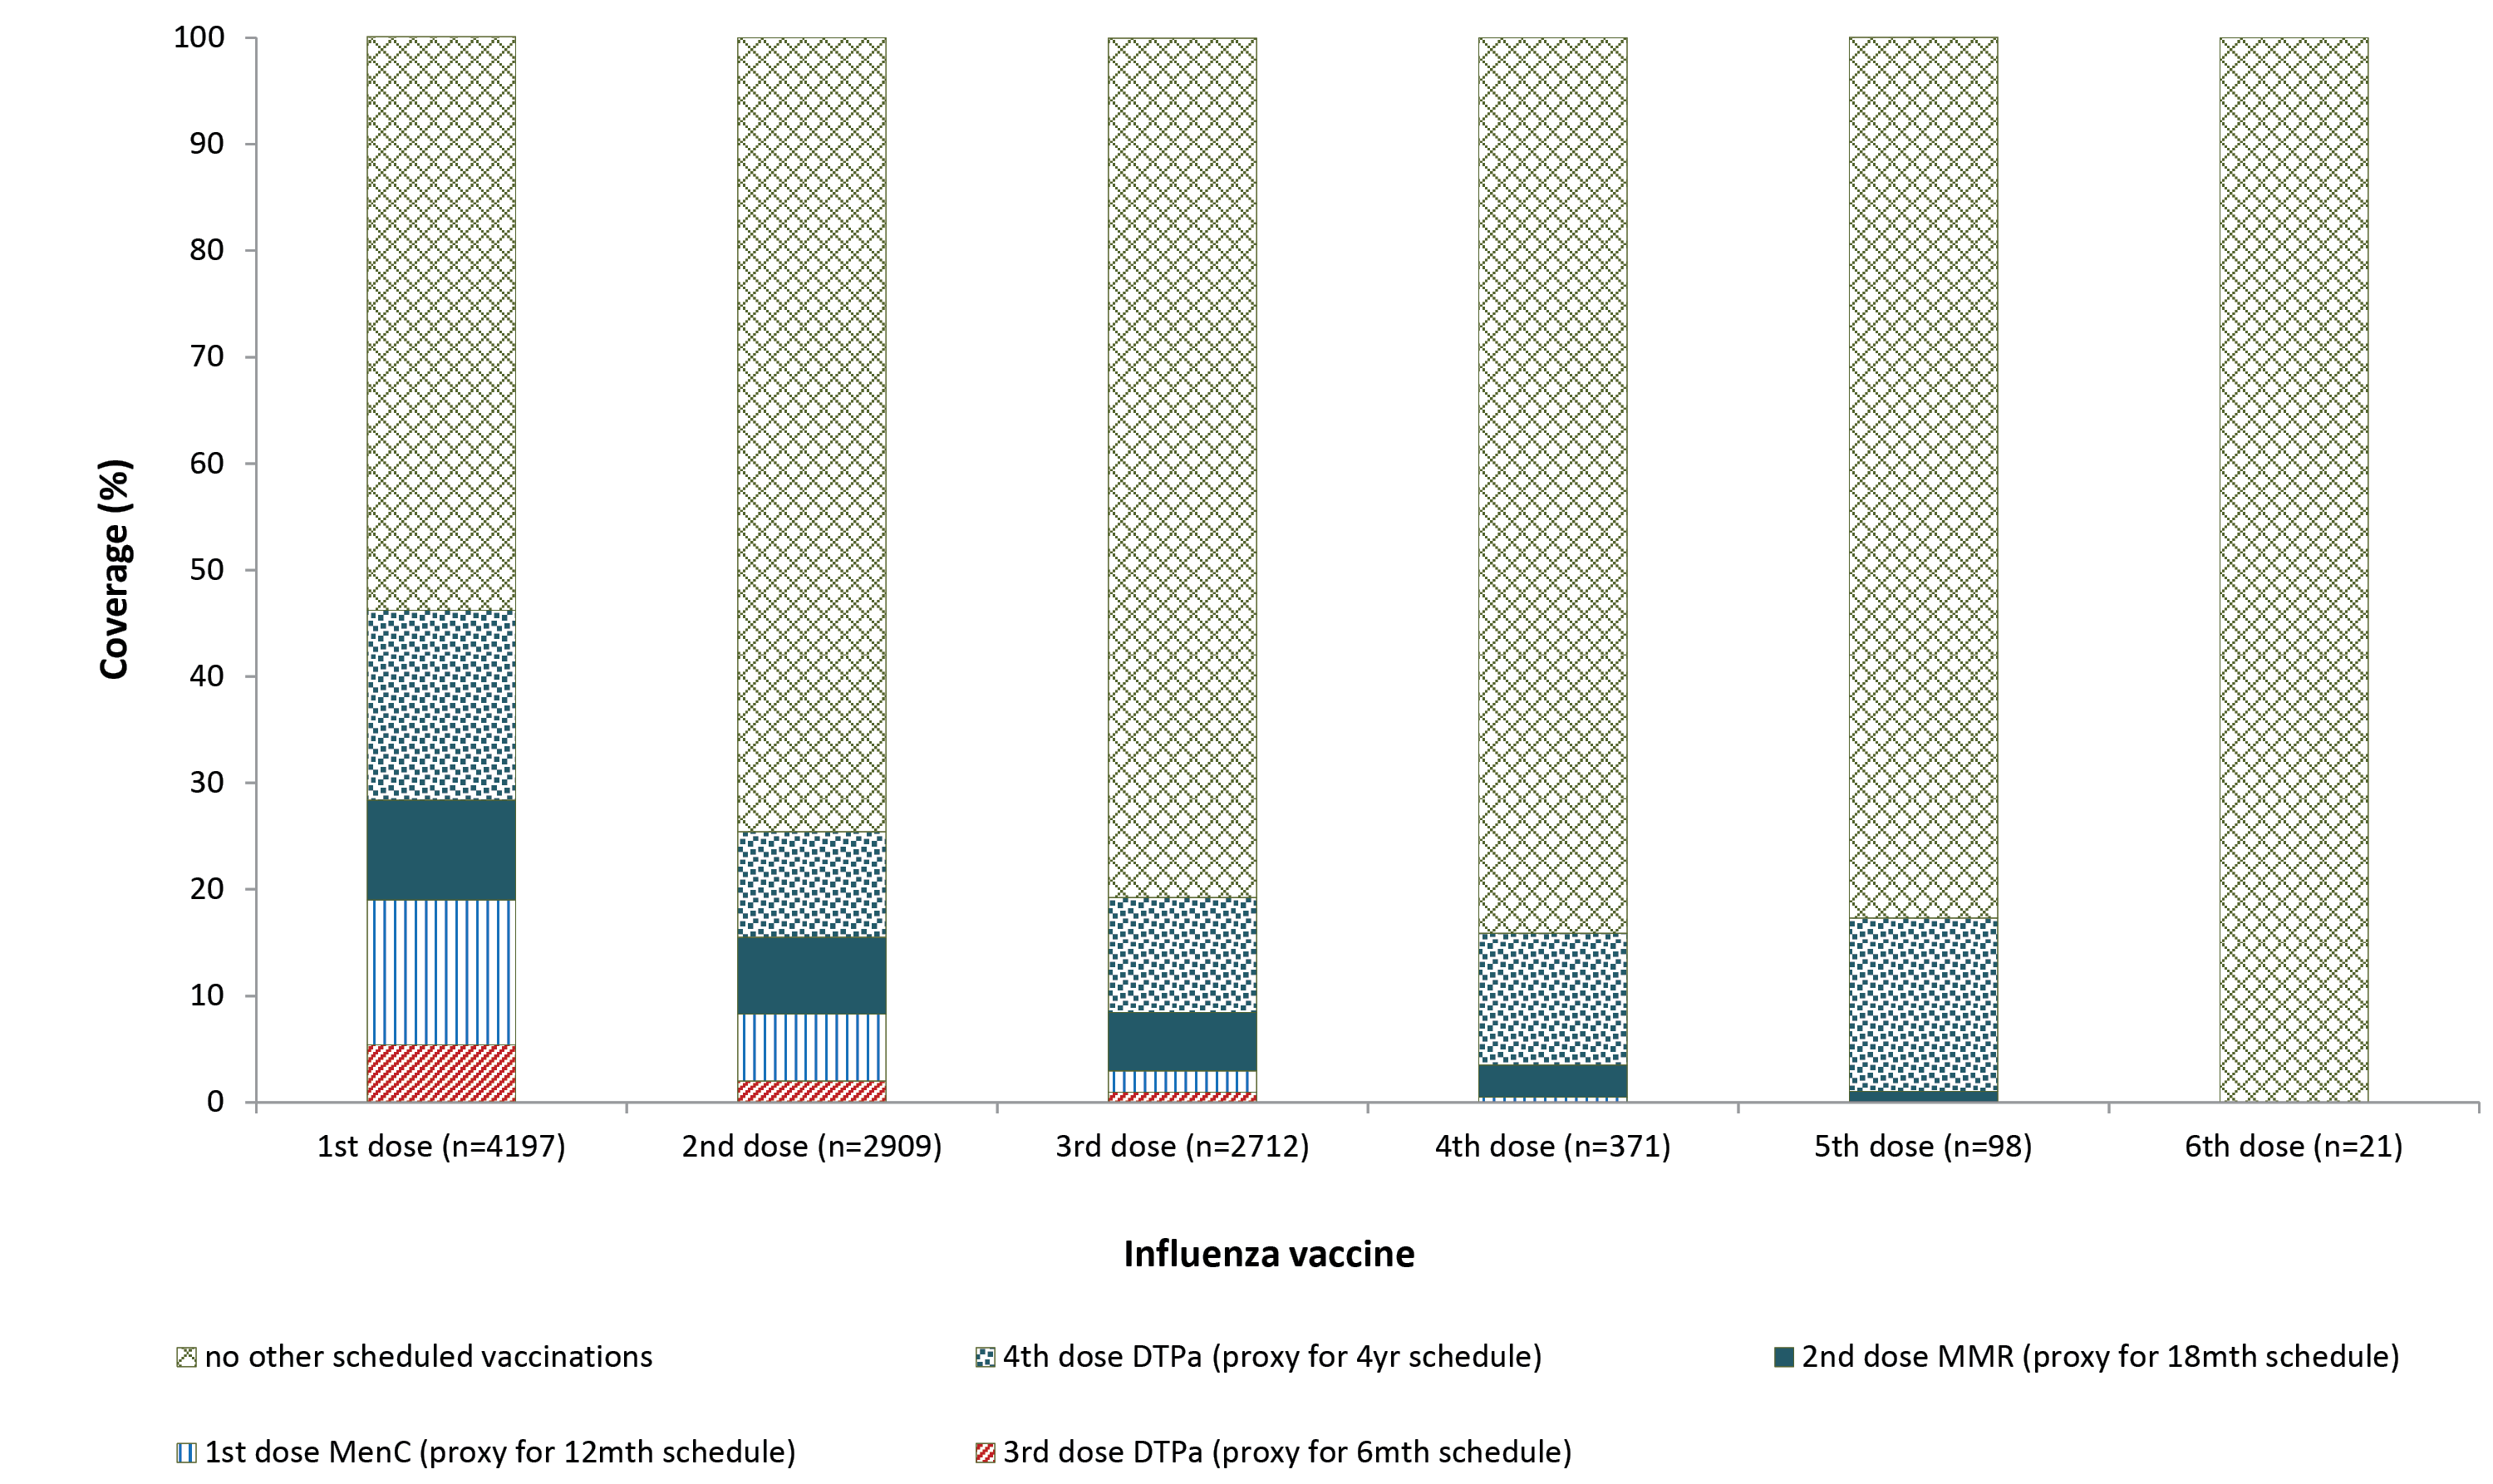 100
90
80
70
60
50
40
30
20
10
0
Coverage (%)
1st dose (n=4197) 2nd dose (n=2909) 3rd dose (n=2712) 4th dose (n=371) 5th dose (n=98) 6th dose (n=21)
Influenza vaccine
no other scheduled vaccinations 4th dose DTPa (proxy for 4yr schedule) 2nd dose MMR (proxy for 18mth schedule)
1st dose MenC (proxy for 12mth schedule) 3rd dose DTPa (proxy for 6mth schedule)